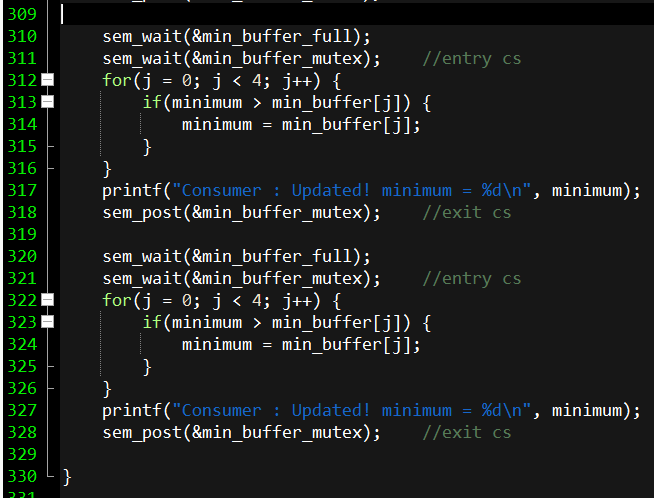 309
310     sem_wait(&min_buffer_full);
311     sem_wait(&min_buffer_mutex);    //entry cs
312     for(j = 0; j < 4; j++) {
313         if(minimum > min_buffer[j]) {
314             minimum = min_buffer[j];
315         }
316     }
317     printf("Consumer : Updated! minimum = %d\n", minimum);
318     sem_post(&min_buffer_mutex);    //exit cs
319
320     sem_wait(&min_buffer_full);
321     sem_wait(&min_buffer_mutex);    //entry cs
322     for(j = 0; j < 4; j++) {
323         if(minimum > min_buffer[j]) {
324             minimum = min_buffer[j];
325         }
326     }
327     printf("Consumer : Updated! minimum = %d\n", minimum);
328     sem_post(&min_buffer_mutex);    //exit cs
329
330 }